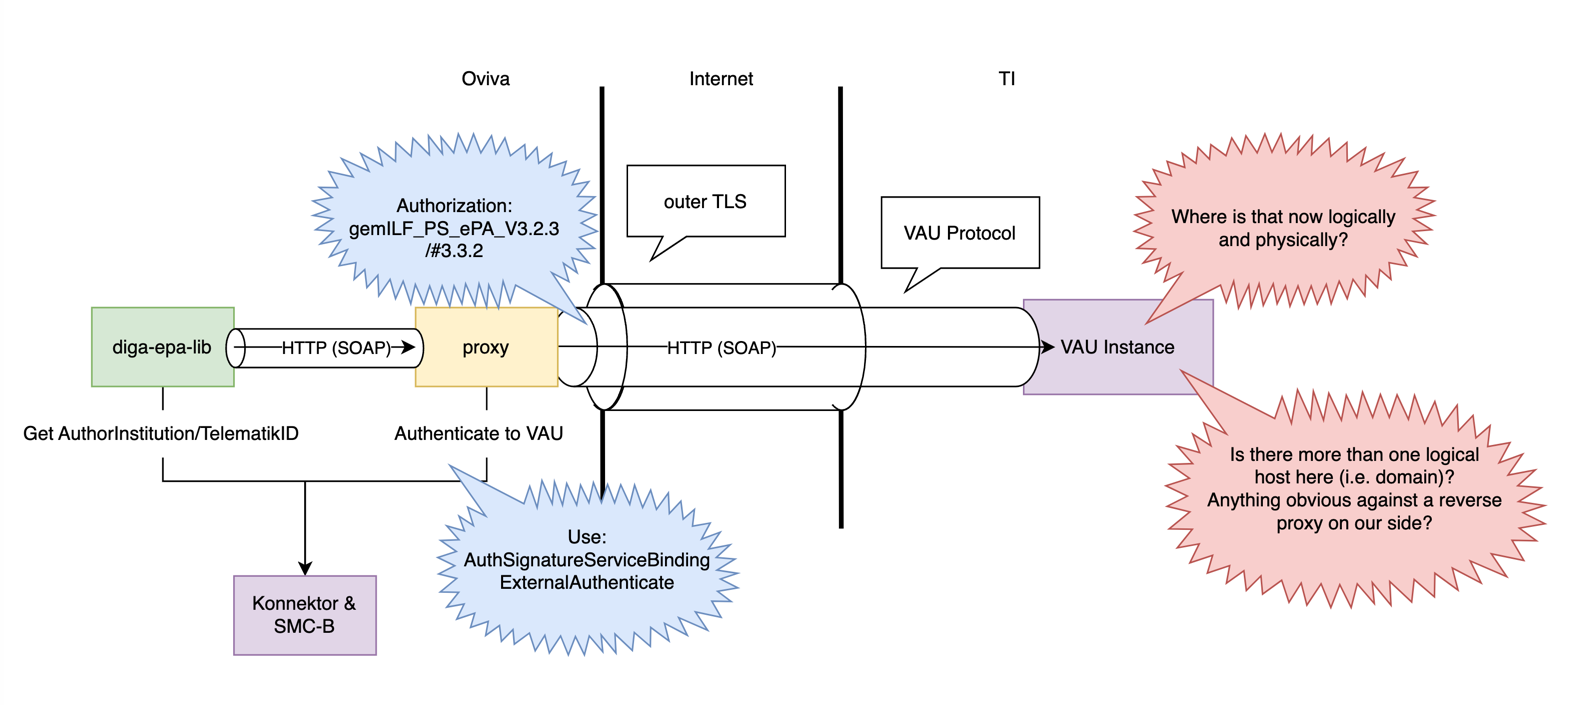 Oviva
Internet
TI
Authorization:
gemILF_PS_ePA_V3.2.3
/#3.3.2
outer TLS
VAU Protocol
Where is that now logically
and physically?
diga-epa-lib
HTTP (SOAP)
proxy
HTTP (SOAP)
VAU Instance
Get AuthorInstitution/TelematikID
Authenticate to VAU
Is there more than one logical
host here (i.e. domain)?
Anything obvious against a reverse
proxy on our side?
Use:
AuthSignatureServiceBinding
ExternalAuthenticate
Konnektor &
SMC-B